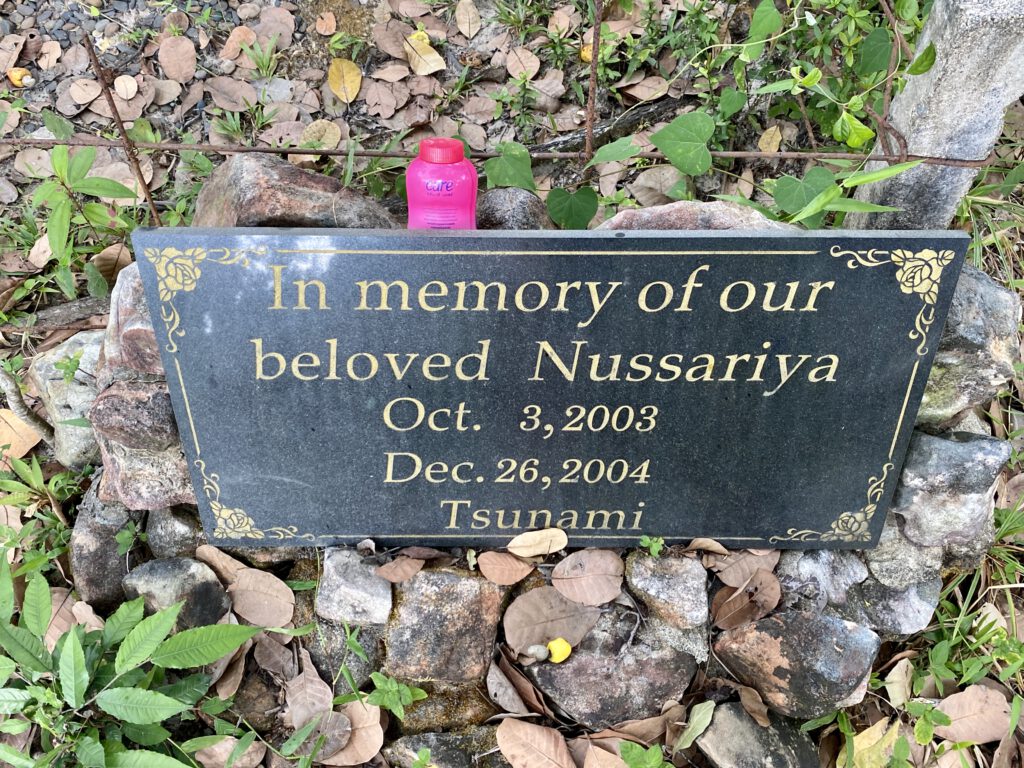 In memory of our
beloved Nussariya
Oct. 3, 2003
Dec. 26, 2004
Tsunami